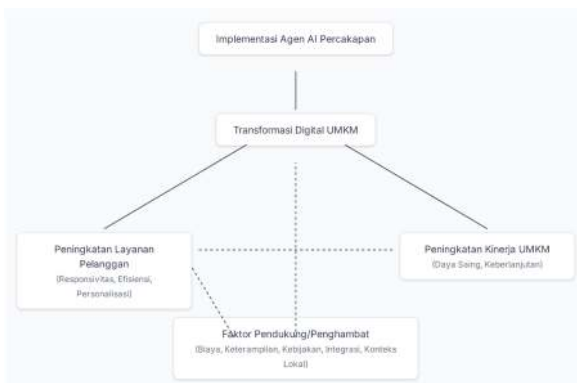 Implementasi Agen AI Percakapan
Transformasi Digital UMKM
Peningkatan Layanan
Pelanggan
(Responsivitas, Efisiensi,
Personalisasi)
Peningkatan Kinerja UMKM
(Daya Saing, Keberlanjutan)
Faktor Pendukung/Penghambat
(Biaya, Keterampilan, Kebijakan, Integrasi, Konteks
Lokal)